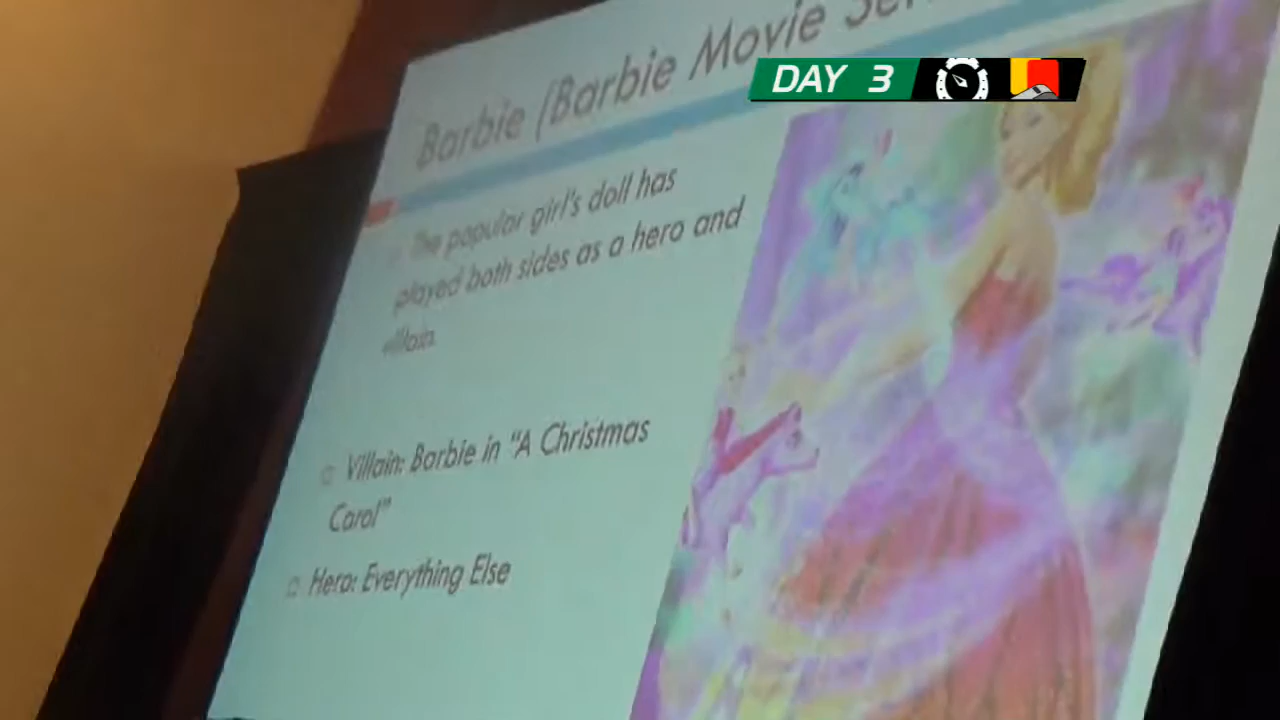 DAY 3
Barbie (Barbie Movie
The popular girl's doll has
played both sides as a hero and
villain.
Villain: Barbie in "A Christmas
Carol"
Hero: Everything Else